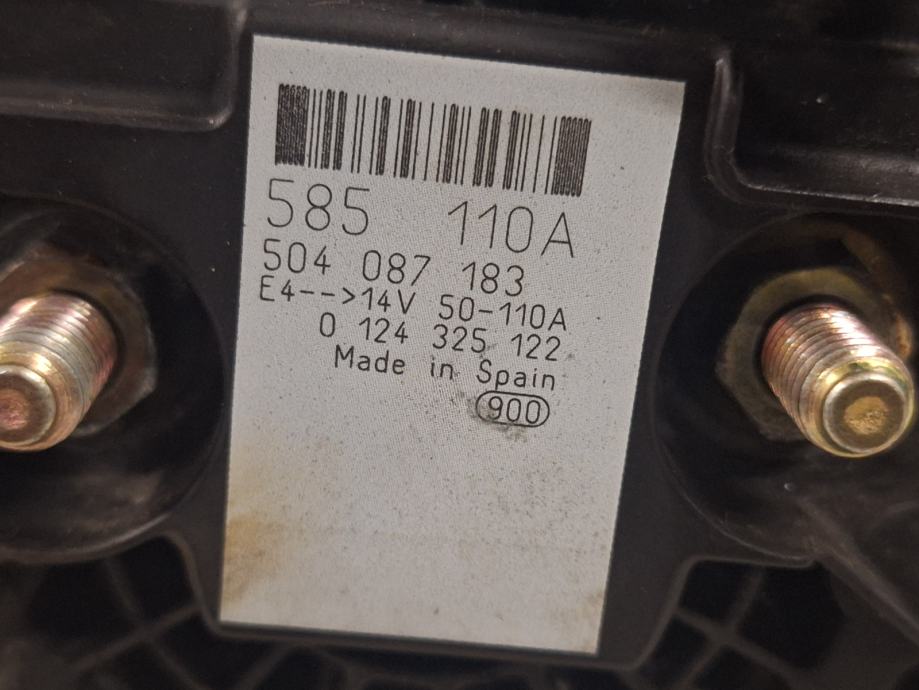 585 110A
504 087 183
E4-->14V 50-110A
0 124 325 122
Made in Spain
900